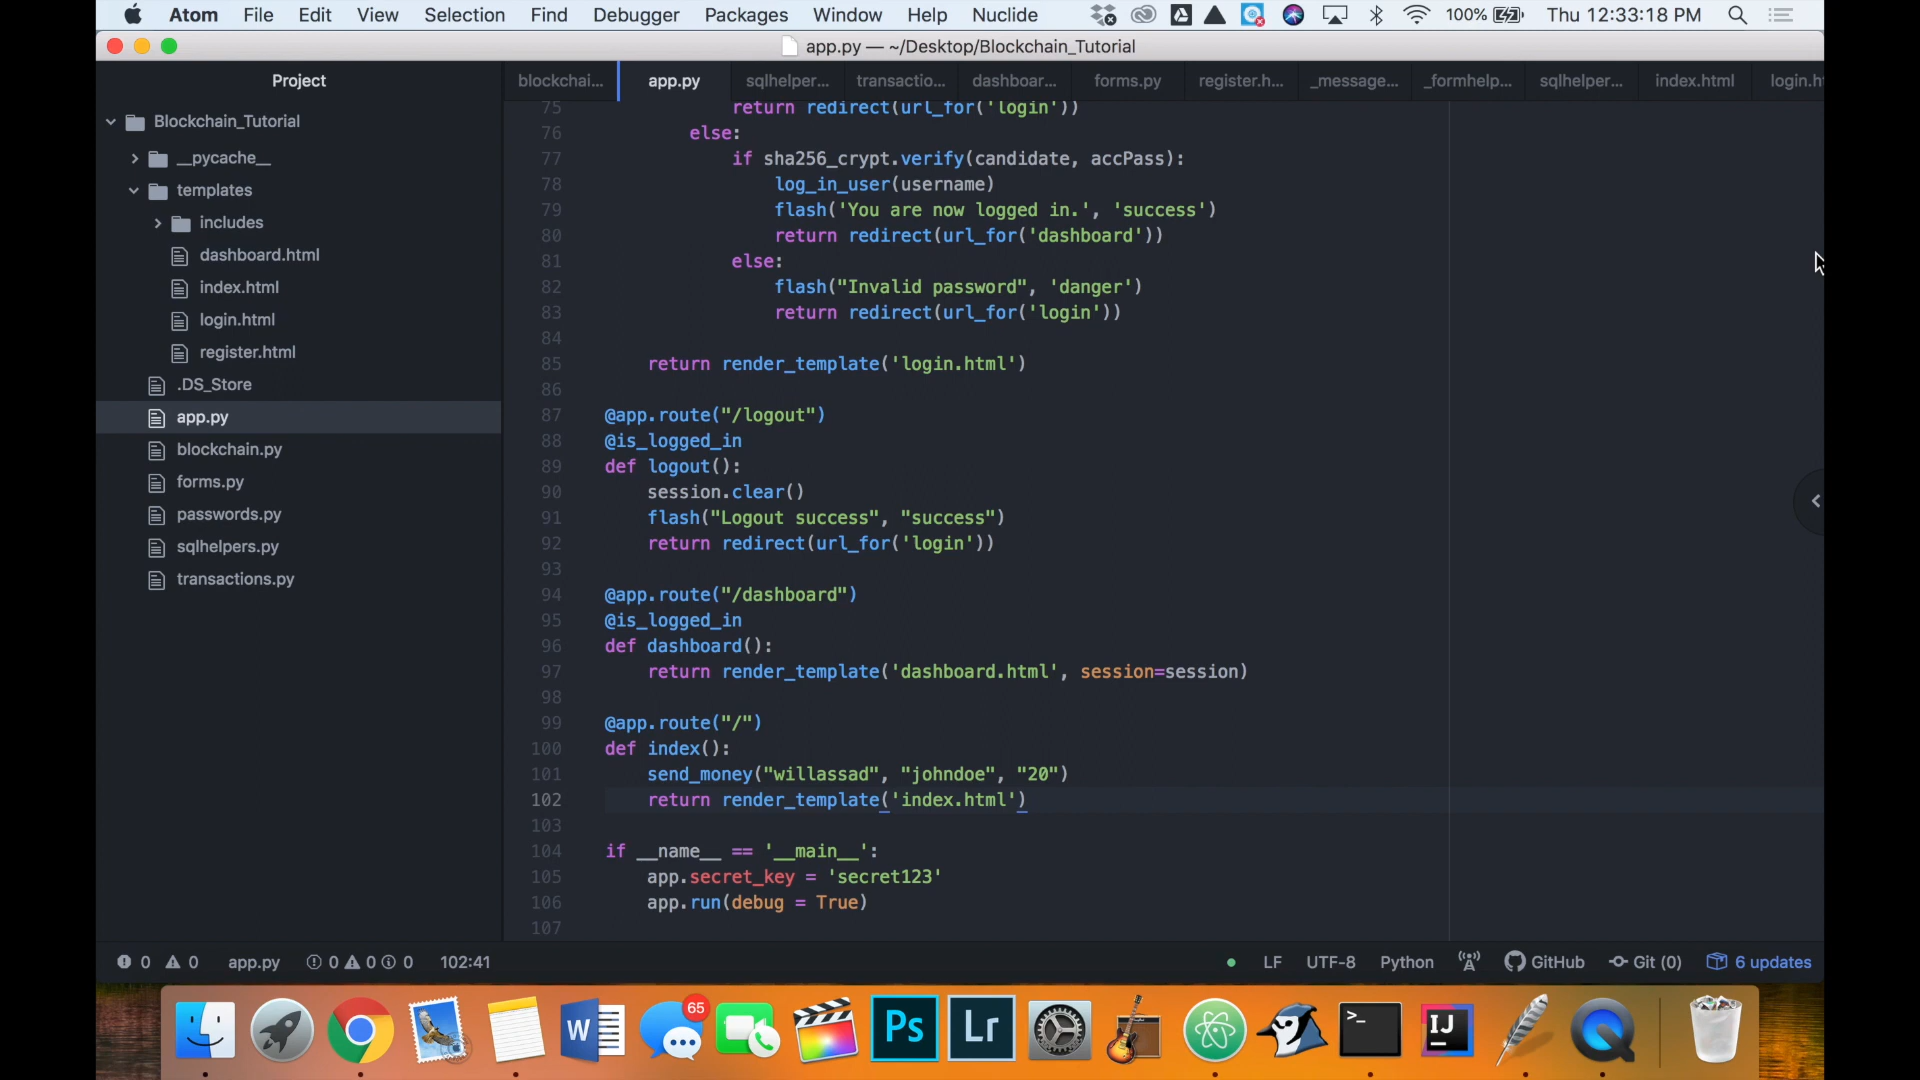 Atom File Edit View Selection Find Debugger Packages Window Help Nuclide 100% Thu 12:33:18 PM
app.py — ~/Desktop/Blockchain_Tutorial
Project
blockchai... app.py sqlhelper... transactio... dashboar... forms.py register.h... _message... _formhelp... sqlhelper... index.html login.ht
Blockchain_Tutorial
__pycache__
templates
includes
dashboard.html
index.html
login.html
register.html
.DS_Store
app.py
blockchain.py
forms.py
passwords.py
sqlhelpers.py
transactions.py
75 return redirect(url_for('login'))
76 else:
77 if sha256_crypt.verify(candidate, accPass):
78 log_in_user(username)
79 flash('You are now logged in.', 'success')
80 return redirect(url_for('dashboard'))
81 else:
82 flash("Invalid password", 'danger')
83 return redirect(url_for('login'))
84
85 return render_template('login.html')
86
87 @app.route("/logout")
88 @is_logged_in
89 def logout():
90 session.clear()
91 flash("Logout success", "success")
92 return redirect(url_for('login'))
93
94 @app.route("/dashboard")
95 @is_logged_in
96 def dashboard():
97 return render_template('dashboard.html', session=session)
98
99 @app.route("/")
100 def index():
101 send_money("willassad", "johndoe", "20")
102 return render_template('index.html')
103
104 if __name__ == '__main__':
105 app.secret_key = 'secret123'
106 app.run(debug = True)
107
0 0 app.py 0 0 0 102:41 LF UTF-8 Python GitHub Git (0) 6 updates
W 65 Ps Lr >_ IJ